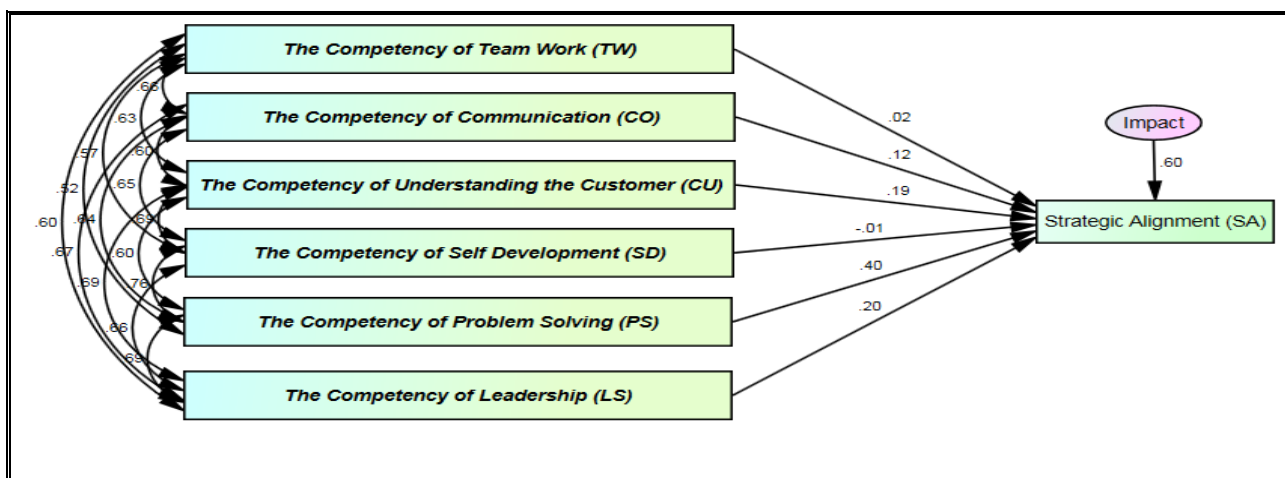 The Competency of Team Work (TW)
.66
The Competency of Communication (CO)
.63
.02
Impact
.57
.60
.12
.60
The Competency of Understanding the Customer (CU)
.52
.65
.19
.60
.64
.69
Strategic Alignment (SA)
-.01
.67
.60
The Competency of Self Development (SD)
.40
.69
.76
.20
The Competency of Problem Solving (PS)
.66
.69
The Competency of Leadership (LS)